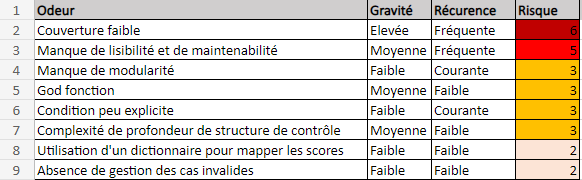 1 Odeur Gravité Récurence Risque
2 Couverture faible Elevée Fréquente 6
3 Manque de lisibilité et de maintenabilité Moyenne Fréquente 5
4 Manque de modularité Faible Courante 3
5 God fonction Moyenne Faible 3
6 Condition peu explicite Faible Courante 3
7 Complexité de profondeur de structure de contrôle Moyenne Faible 3
8 Utilisation d'un dictionnaire pour mapper les scores Faible Faible 2
9 Absence de gestion des cas invalides Faible Faible 2